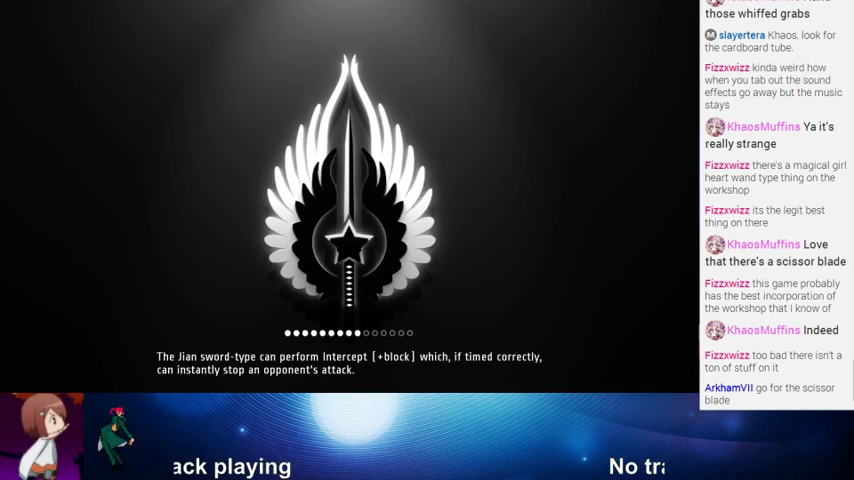 those whiffed grabs
M slayertera Khaos, look for
the cardboard tube.
Fizzxwizz kinda weird how
when you tab out the sound
effects go away but the music
stays
KhaosMuffins Ya it's
really strange
Fizzxwizz there's a magical girl
heart wand type thing on the
workshop
Fizzxwizz its the legit best
thing on there
KhaosMuffins Love
that there's a scissor blade
Fizzxwizz this game probably
has the best incorporation of
the workshop that I know of
KhaosMuffins Indeed
Fizzxwizz too bad there isn't a
ton of stuff on it
ArkhamVII go for the scissor
blade
The Jian sword-type can perform Intercept [+block] which, if timed correctly,
can instantly stop an opponent's attack.
ack playing
No tra